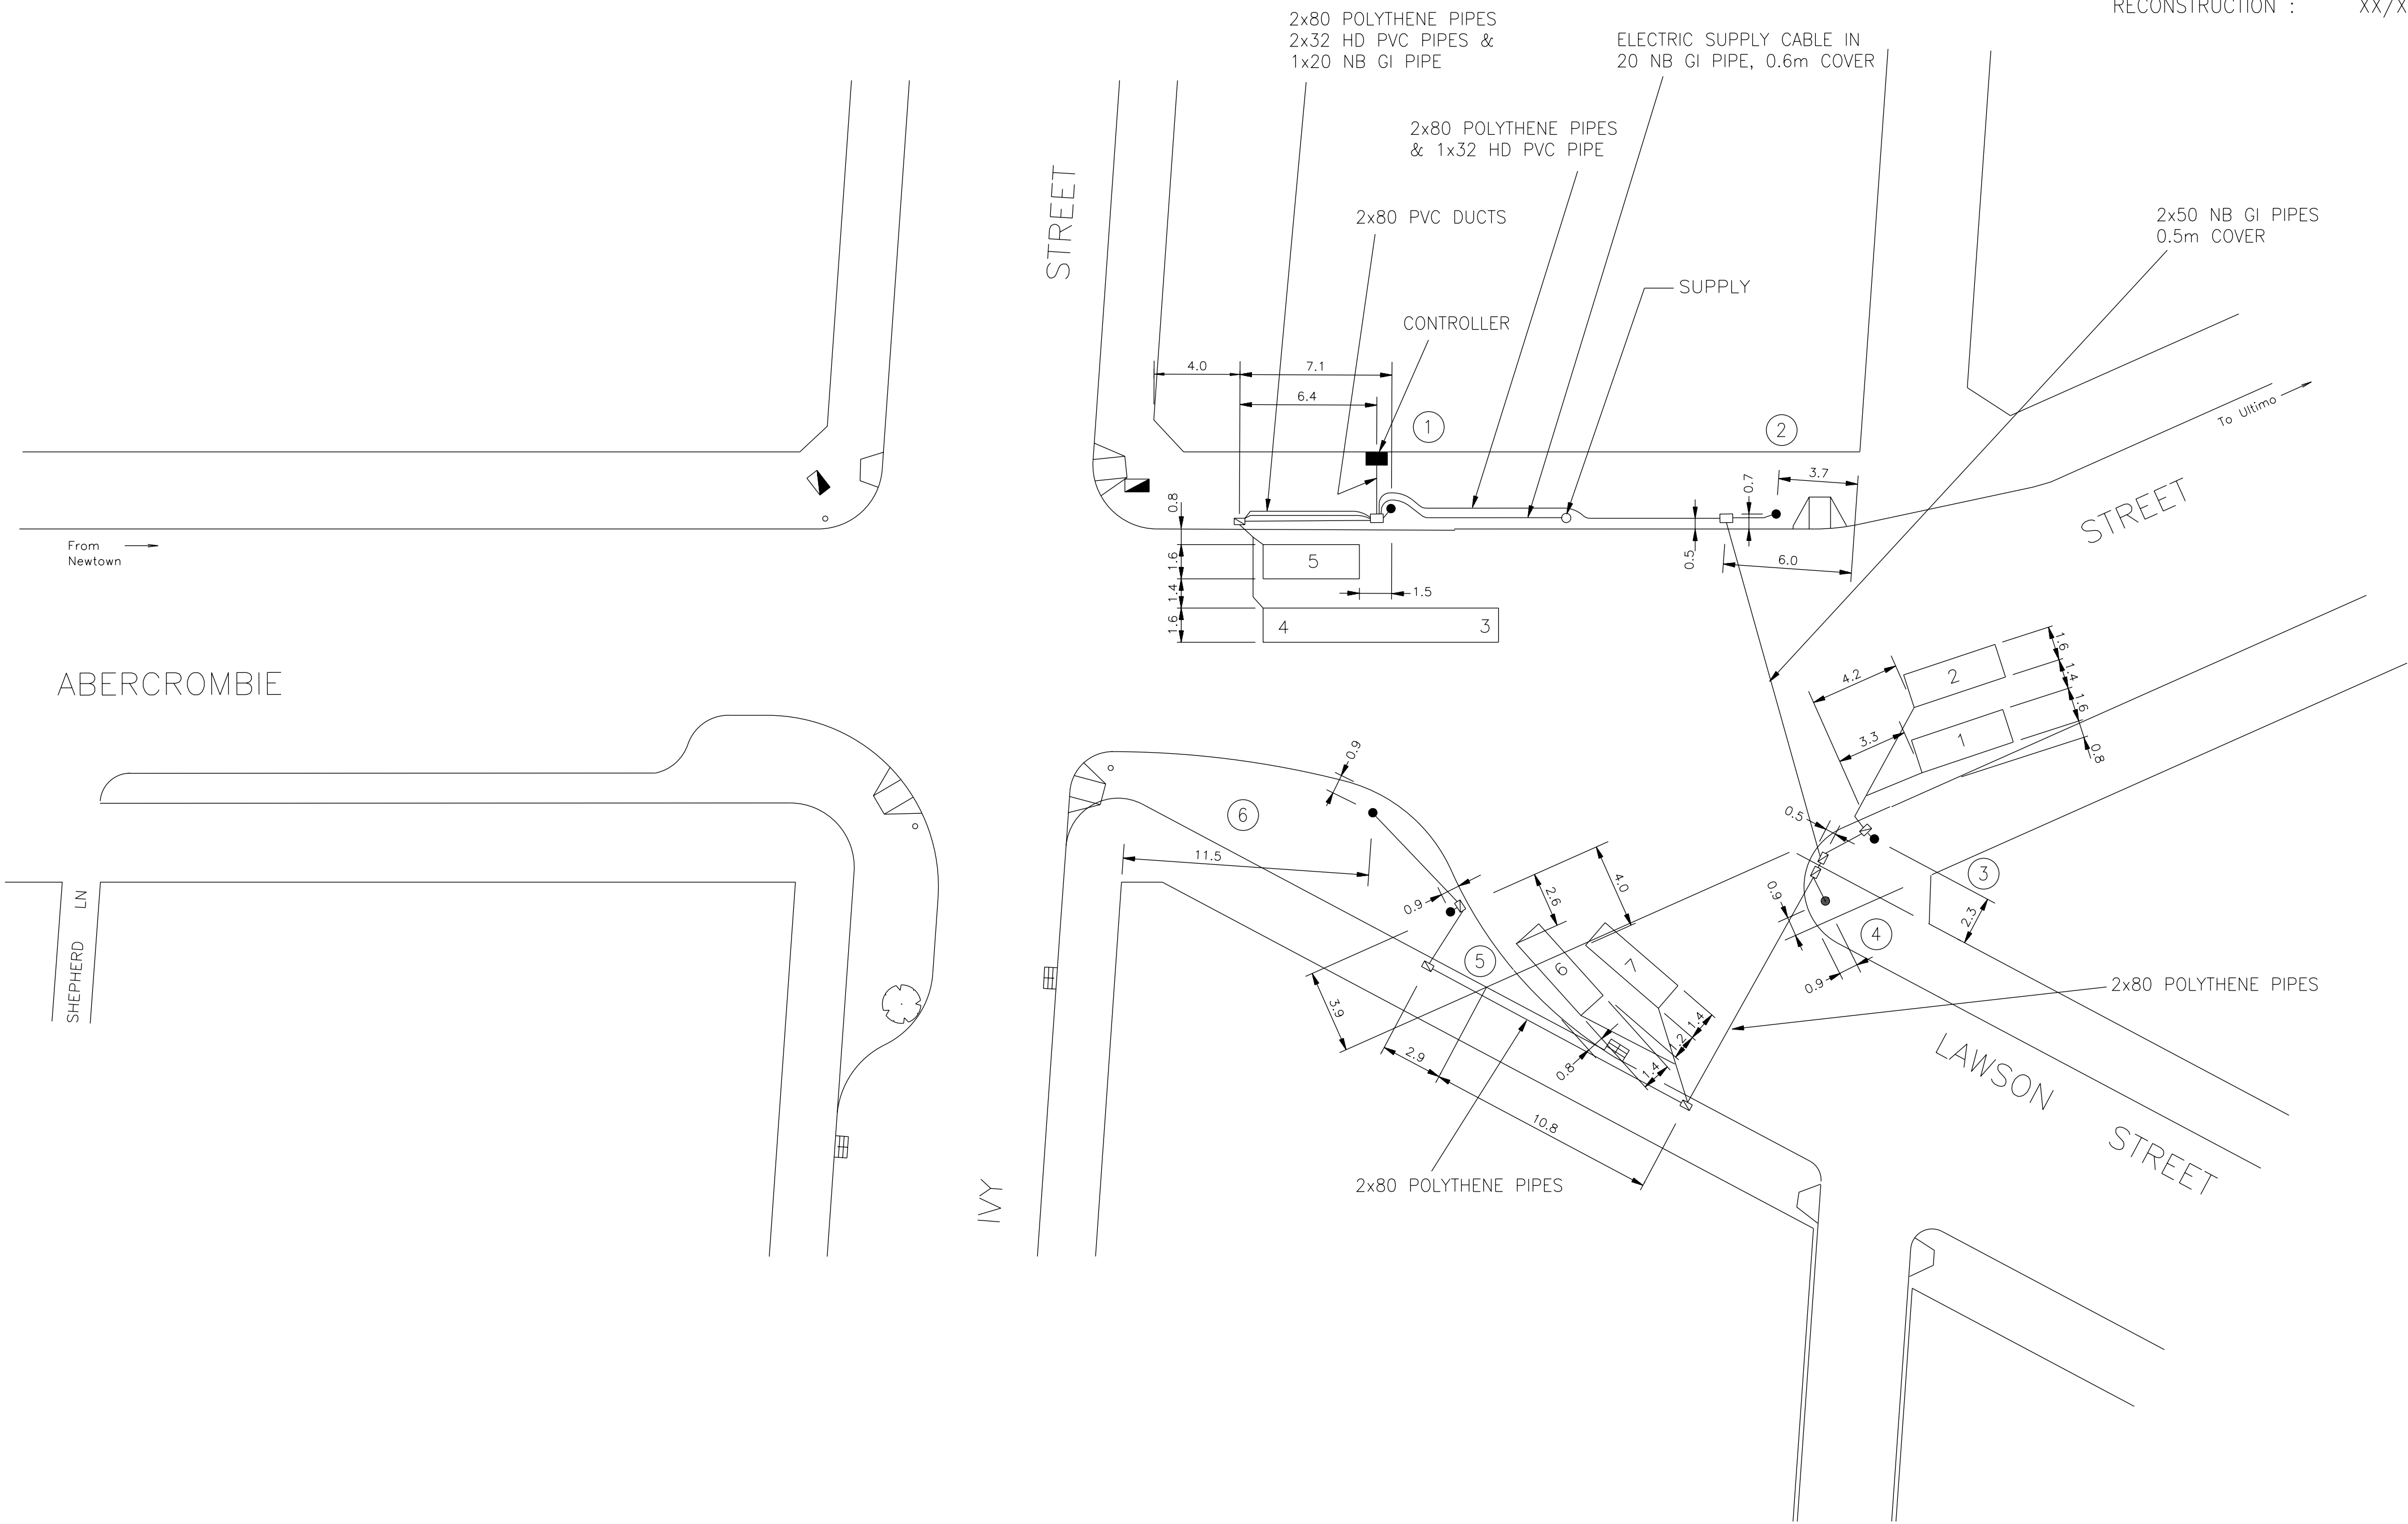 RECONSTRUCTION : XX/X
2x80 POLYTHENE PIPES
2x32 HD PVC PIPES &
1x20 NB GI PIPE
ELECTRIC SUPPLY CABLE IN
20 NB GI PIPE, 0.6m COVER
2x80 POLYTHENE PIPES
& 1x32 HD PVC PIPE
2x80 PVC DUCTS
2x50 NB GI PIPES
0.5m COVER
STREET
SUPPLY
CONTROLLER
4.0
7.1
6.4
1
2
To Ultimo
3.7
0.7
0.8
STREET
From
Newtown
1.6
5
0.5
6.0
1.4
1.5
1.6
4
3
ABERCROMBIE
4.2
2
1.6
1.4
3.3
1
1.6
0.8
0.9
6
0.5
11.5
4.0
2.6
3
0.9
0.9
2.3
4
SHEPHERD LN
5
6
7
0.9
2x80 POLYTHENE PIPES
3.9
1.4
1.2
2.9
0.8
1.4
LAWSON
10.8
STREET
2x80 POLYTHENE PIPES
IVY